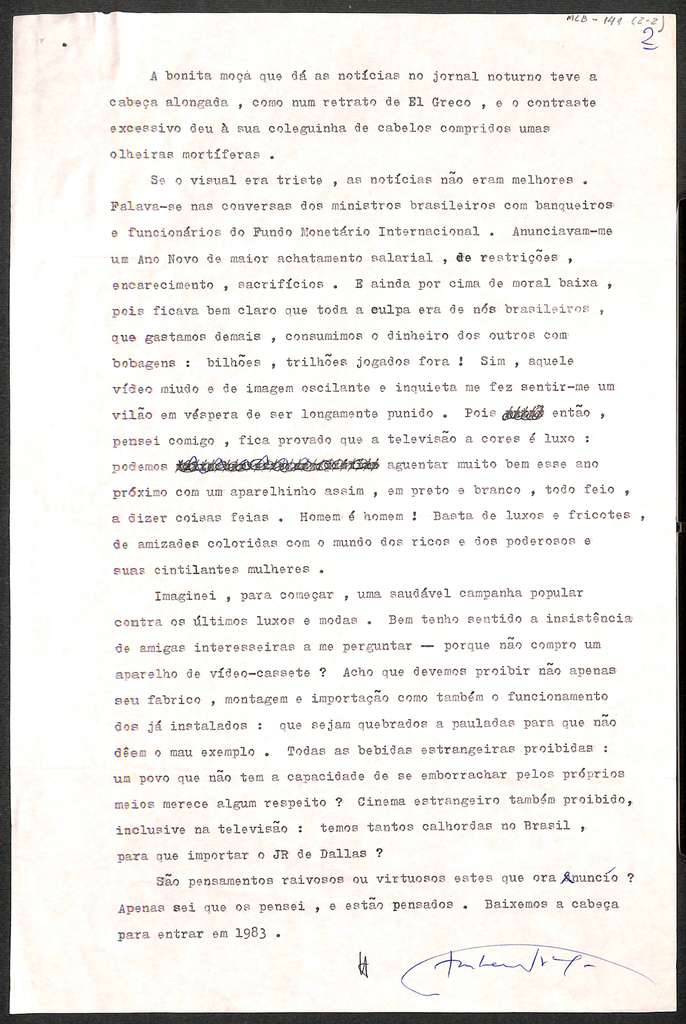 MLB - 141 (2-2)
2
A bonita moça que dá as notícias no jornal noturno teve a
cabeça alongada , como num retrato de El Greco , e o contraste
excessivo deu à sua coleguinha de cabelos compridos umas
olheiras mortíferas .
Se o visual era triste , as notícias não eram melhores .
Falava-se nas conversas dos ministros brasileiros com banqueiros
e funcionários do Fundo Monetário Internacional . Anunciavam-me
um Ano Novo de maior achatamento salarial , de restrições ,
encarecimento , sacrifícios . E ainda por cima de moral baixa ,
pois ficava bem claro que toda a culpa era de nós brasileiros ,
que gastamos demais , consumimos o dinheiro dos outros com
bobagens : bilhões , trilhões jogados fora ! Sim , aquele
vídeo miudo e de imagem oscilante e inquieta me fez sentir-me um
vilão em véspera de ser longamente punido . Pois então ,
pensei comigo , fica provado que a televisão a cores é luxo :
podemos aguentar muito bem esse ano
próximo com um aparelhinho assim , em preto e branco , todo feio ,
a dizer coisas feias . Homem é homem ! Basta de luxos e fricotes ,
de amizades coloridas com o mundo dos ricos e dos poderosos e
suas cintilantes mulheres .
Imaginei , para começar , uma saudável campanha popular
contra os últimos luxos e modas . Bem tenho sentido a insistência
de amigas interesseiras a me perguntar — porque não compro um
aparelho de vídeo-cassete ? Acho que devemos proibir não apenas
seu fabrico , montagem e importação como também o funcionamento
dos já instalados : que sejam quebrados a pauladas para que não
dêem o mau exemplo . Todas as bebidas estrangeiras proibidas :
um povo que não tem a capacidade de se emborrachar pelos próprios
meios merece algum respeito ? Cinema estrangeiro também proibido,
inclusive na televisão : temos tantos calhordas no Brasil ,
para que importar o JR de Dallas ?
São pensamentos raivosos ou virtuosos estes que ora anuncio ?
Apenas sei que os pensei , e estão pensados . Baixemos a cabeça
para entrar em 1983 .